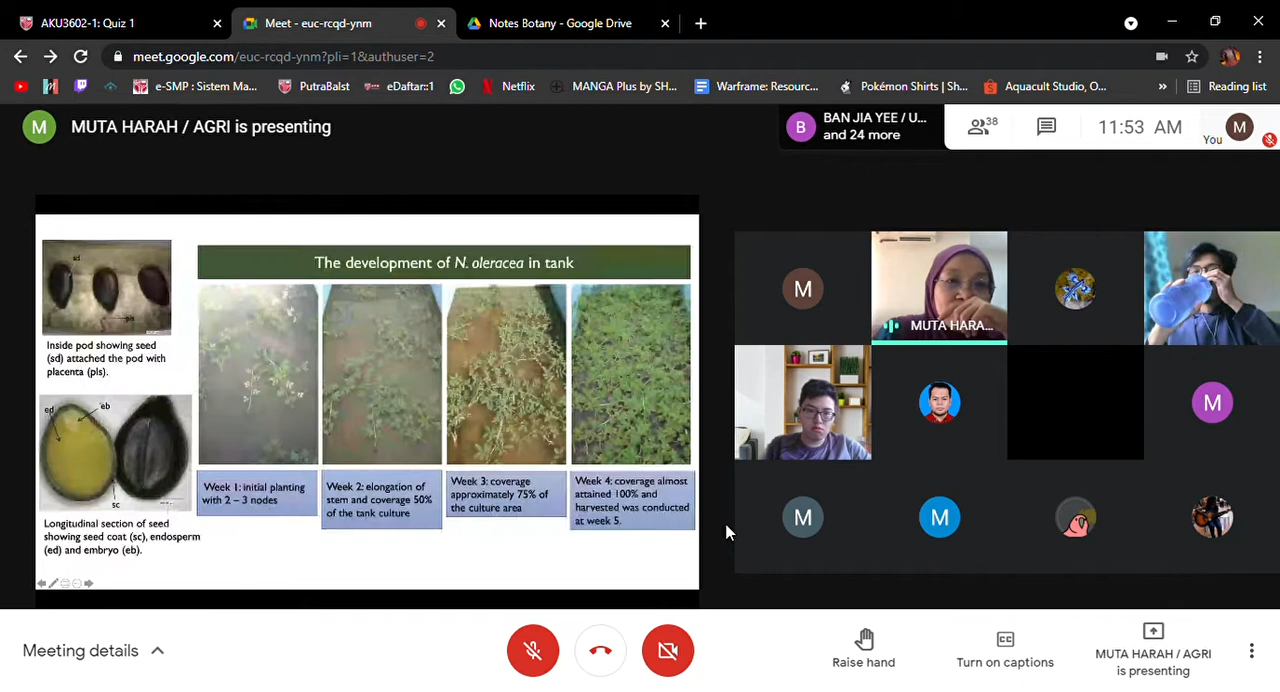 AKU3602-1: Quiz 1
Meet - euc-rcqd-ynm
Notes Botany - Google Drive
meet.google.com/euc-rcqd-ynm?pli=1&authuser=2
e-SMP : Sistem Ma...
PutraBalst
eDaftar::1
Netflix
MANGA Plus by SH...
Warframe: Resourc...
Pokémon Shirts | Sh...
Aquacult Studio, O...
»
Reading list
M
MUTA HARAH / AGRI is presenting
B
BAN JIA YEE / U...
and 24 more
38
11:53 AM
You
M
sd
pls
Inside pod showing seed
(sd) attached the pod with
placenta (pls).
ed
eb
sc
Longitudinal section of seed
showing seed coat (sc), endosperm
(ed) and embryo (eb).
The development of N. oleracea in tank
Week 1: initial planting
with 2 – 3 nodes
Week 2: elongation of
stem and coverage 50%
of the tank culture
Week 3: coverage
approximately 75% of
the culture area
Week 4: coverage almost
attained 100% and
harvested was conducted
at week 5.
M
MUTA HARA...
M
M
M
Meeting details
Raise hand
CC
Turn on captions
MUTA HARAH / AGRI
is presenting